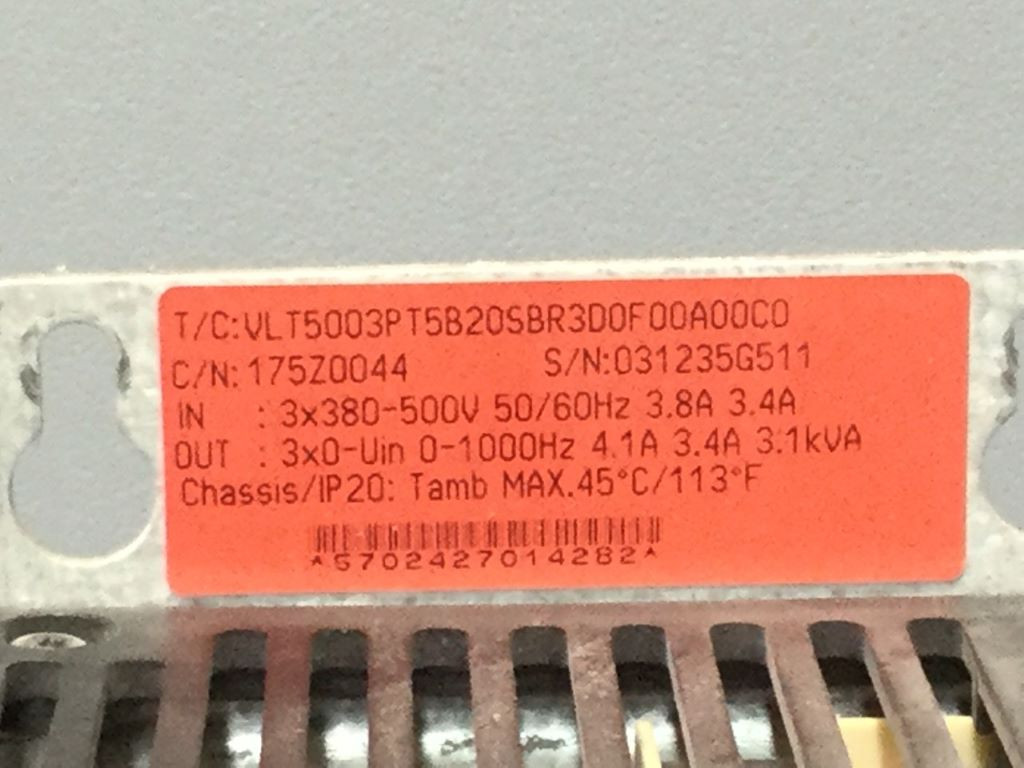 T/C:VLT5003PT5B20SBR3D0F00A00C0
C/N: 175Z0044 S/N:031235G511
IN : 3x380-500V 50/60Hz 3.8A 3.4A
OUT : 3x0-Uin 0-1000Hz 4.1A 3.4A 3.1kVA
Chassis/IP20: Tamb MAX.45°C/113°F
*5702427014282*